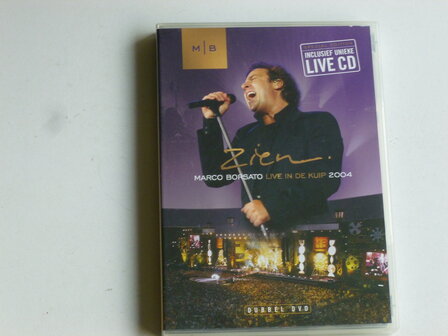 M|B
INCLUSIEF UNIEKE
LIVE CD
Zien
MARCO BORSATO LIVE IN DE KUIP 2004
DUBBEL DVD